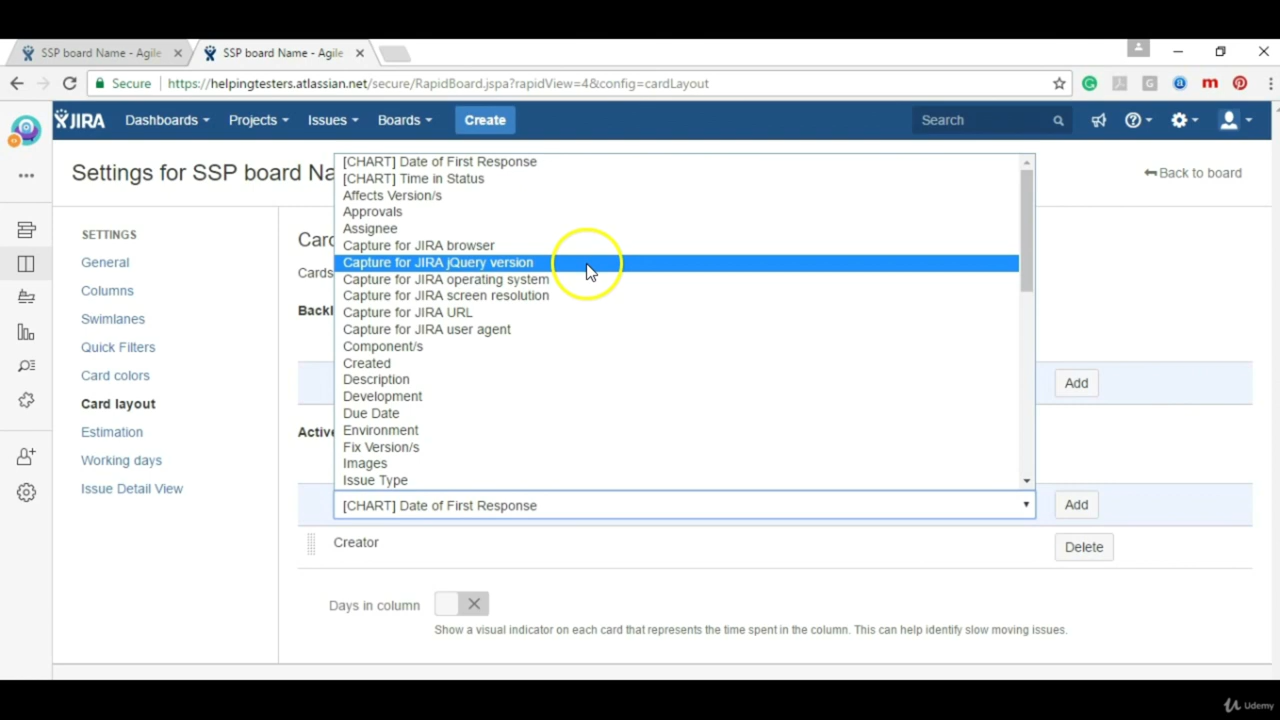 SSP board Name - Agile
SSP board Name - Agile
Secure
https://helpingtesters.atlassian.net/secure/RapidBoard.jspa?rapidView=4&config=cardLayout
JIRA
Dashboards
Projects
Issues
Boards
Create
Search
Settings for SSP board Na
Back to board
SETTINGS
General
Columns
Swimlanes
Quick Filters
Card colors
Card layout
Estimation
Working days
Issue Detail View
Card
Cards
Backl
[CHART] Date of First Response
[CHART] Time in Status
Affects Version/s
Approvals
Assignee
Capture for JIRA browser
Capture for JIRA jQuery version
Capture for JIRA operating system
Capture for JIRA screen resolution
Capture for JIRA URL
Capture for JIRA user agent
Component/s
Created
Description
Development
Due Date
Environment
Fix Version/s
Images
Issue Type
Add
Active
[CHART] Date of First Response
Add
Creator
Delete
Days in column
Show a visual indicator on each card that represents the time spent in the column. This can help identify slow moving issues.
Udemy